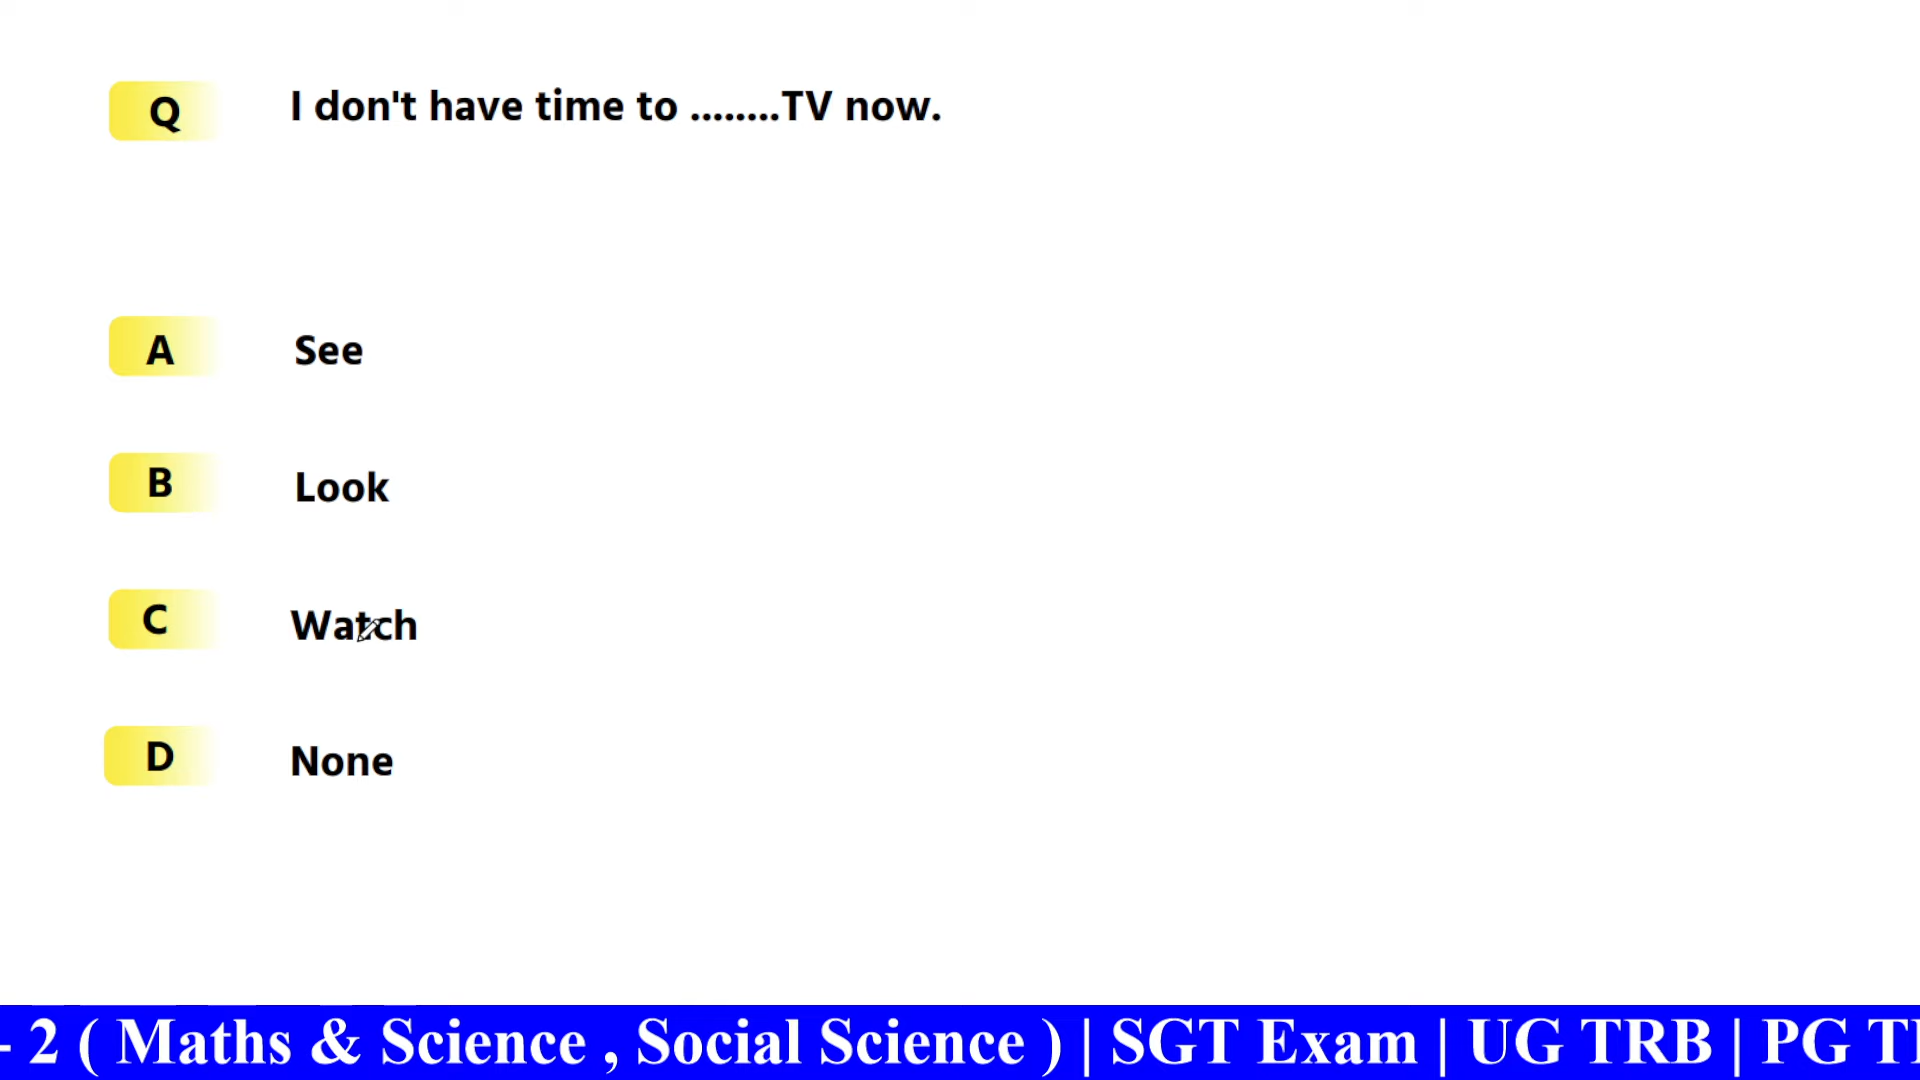 Q I don't have time to ........TV now.
A See
B Look
C Watch
D None
- 2 ( Maths & Science , Social Science ) | SGT Exam | UG TRB | PG